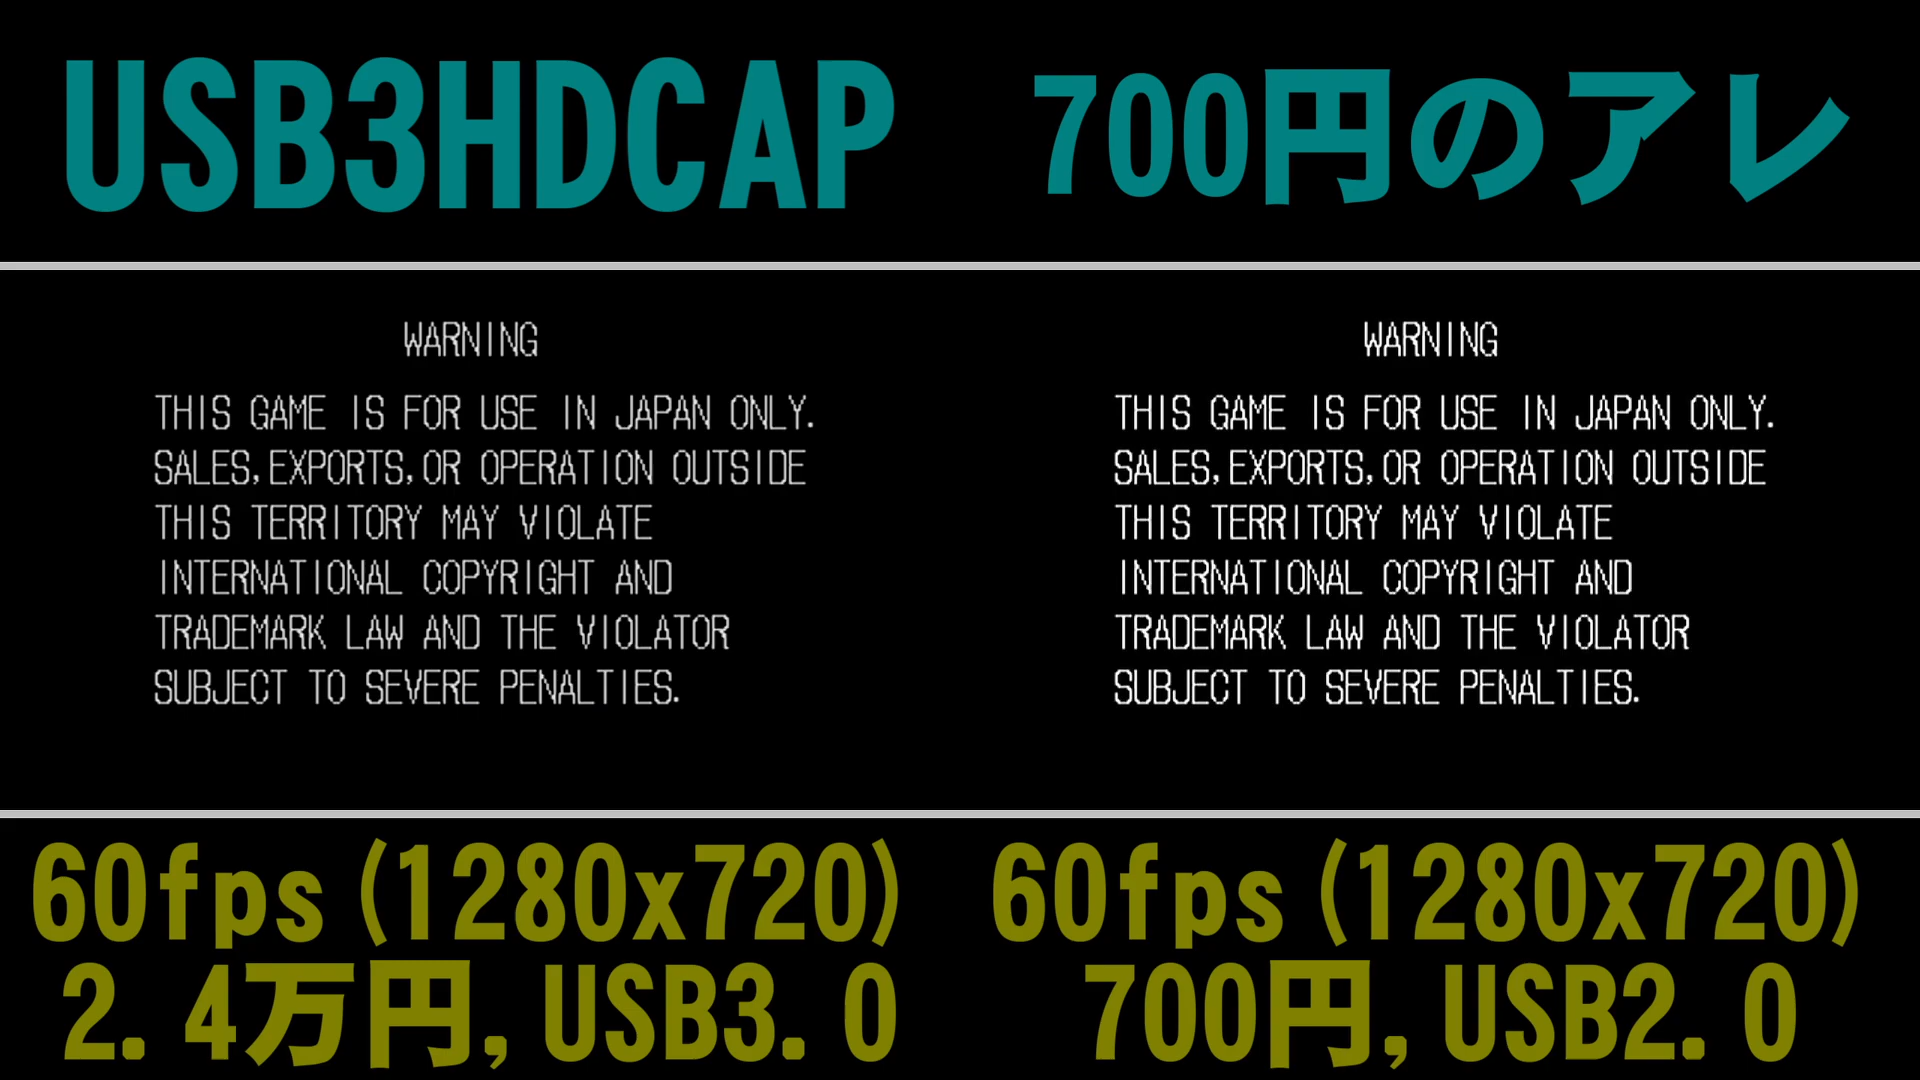 USB3HDCAP
700円のアレ
WARNING
THIS GAME IS FOR USE IN JAPAN ONLY.
SALES,EXPORTS,OR OPERATION OUTSIDE
THIS TERRITORY MAY VIOLATE
INTERNATIONAL COPYRIGHT AND
TRADEMARK LAW AND THE VIOLATOR
SUBJECT TO SEVERE PENALTIES.
WARNING
THIS GAME IS FOR USE IN JAPAN ONLY.
SALES,EXPORTS,OR OPERATION OUTSIDE
THIS TERRITORY MAY VIOLATE
INTERNATIONAL COPYRIGHT AND
TRADEMARK LAW AND THE VIOLATOR
SUBJECT TO SEVERE PENALTIES.
60fps(1280x720)
2.4万円,USB3.0
60fps(1280x720)
700円,USB2.0